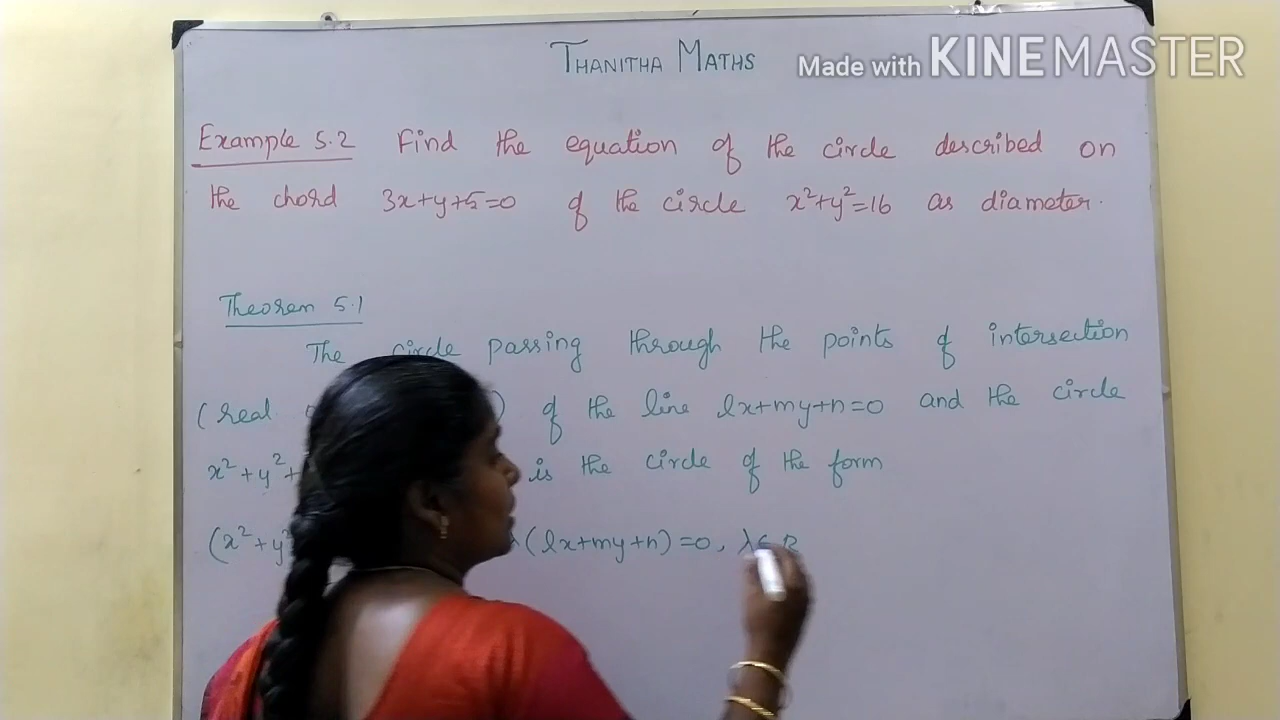 THANITHA MATHS
Made with KINEMASTER
Example 5.2 Find the equation of the circle described on
the chord 3x+y+5=0 of the circle x²+y²=16 as diameter.
Theorem 5.1
The circle passing through the points of intersection
(real ) of the line lx+my+n=0 and the circle
x²+y²+ is the circle of the form
(x²+y² λ(lx+my+n)=0, λ∈R